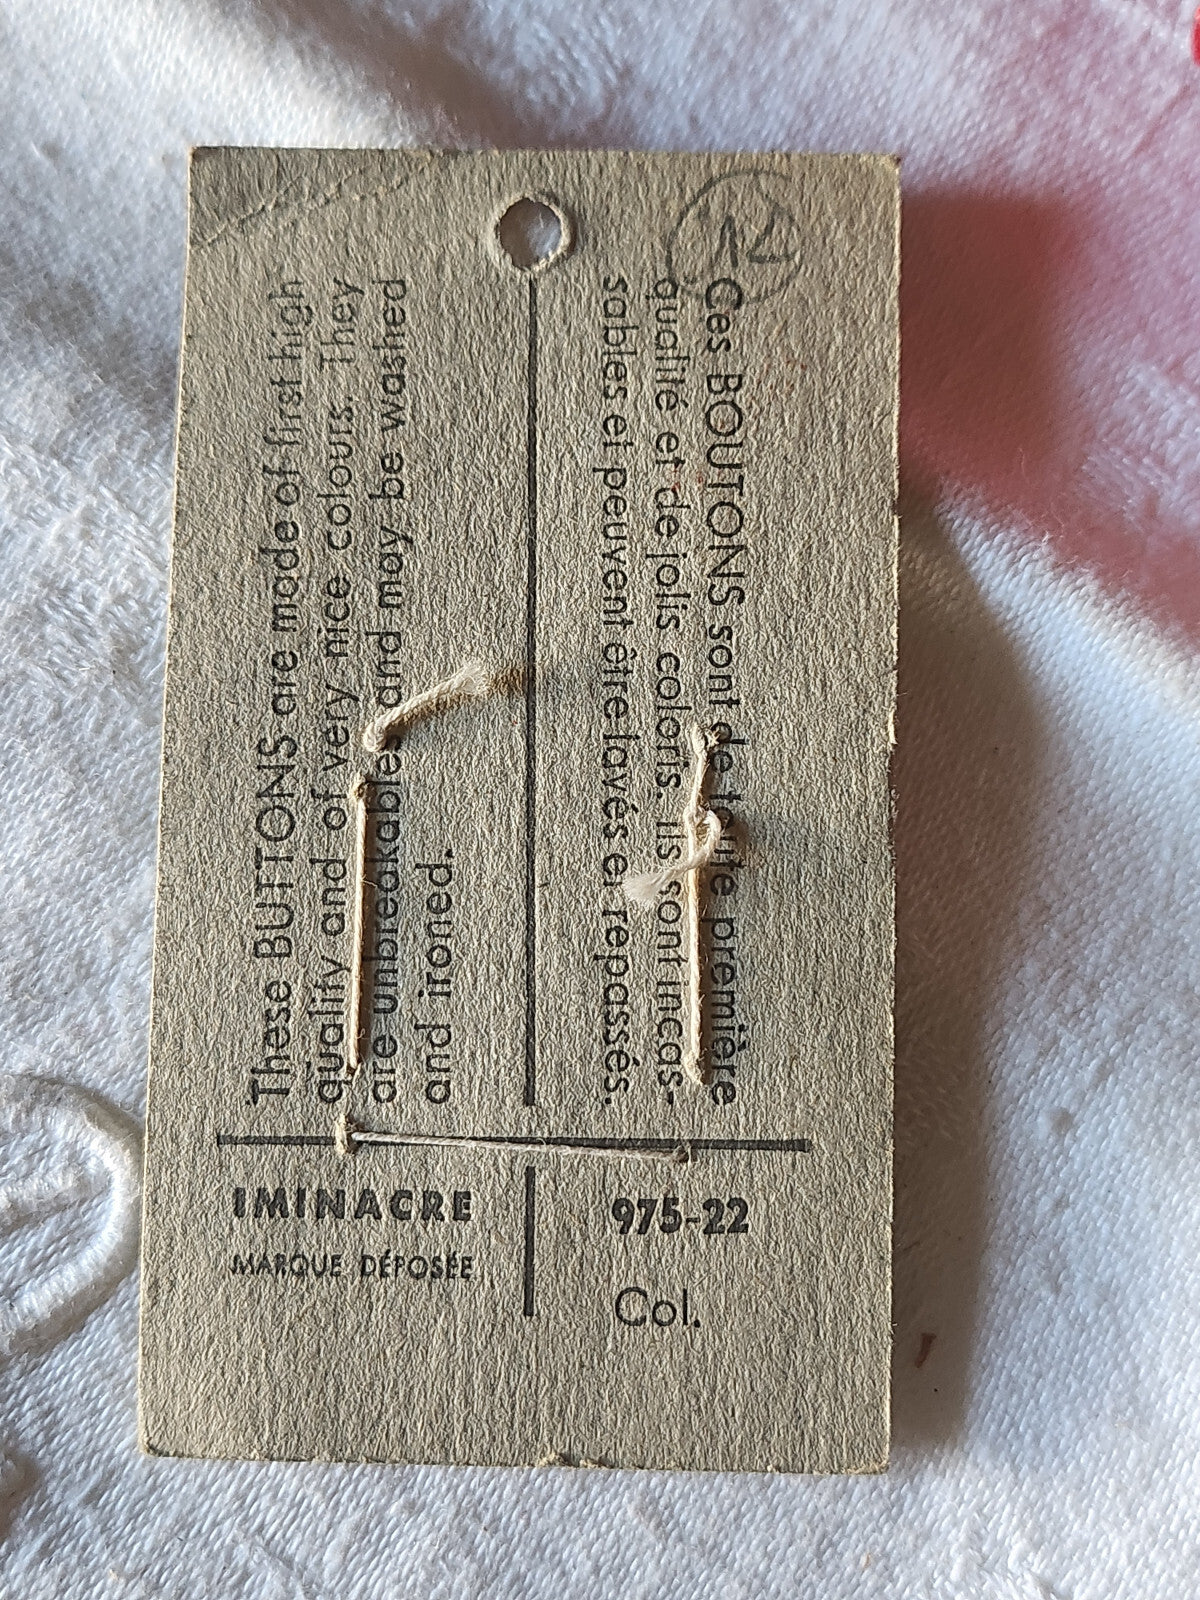 These BUTTONS are made of first high
quality and of very nice colours. They
are unbreakables and may be washed
and ironed.
Ces BOUTONS sont de toute première
qualité et de jolis coloris. ils sont incas-
sables et peuvent être lavés et repassés.
IMINACRE
MARQUE DÉPOSÉE
975-22
Col.